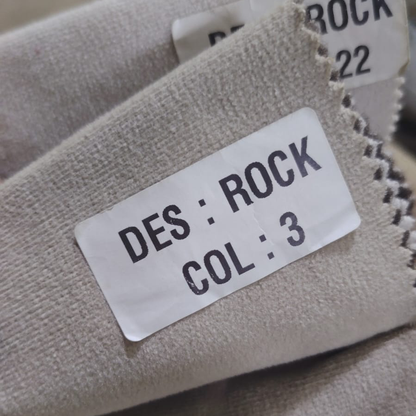 ROCK
22
DES : ROCK
COL : 3